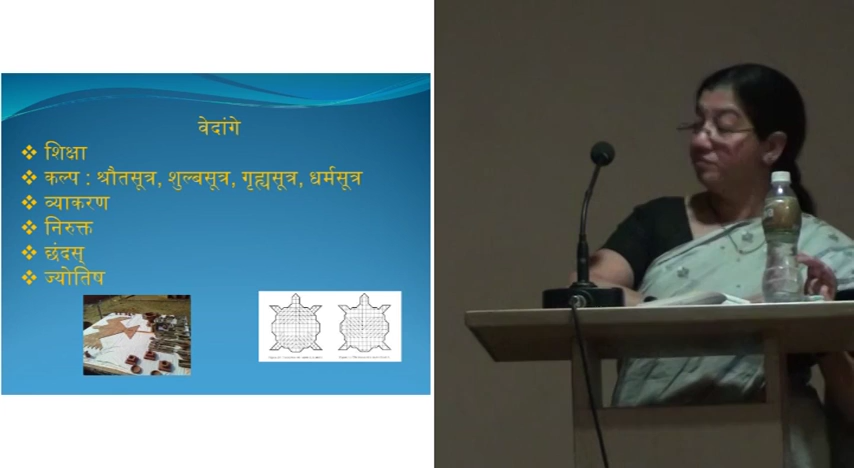 वेदांगे
❖ शिक्षा
❖ कल्प : श्रौतसूत्र, शुल्बसूत्र, गृह्यसूत्र, धर्मसूत्र
❖ व्याकरण
❖ निरुक्त
❖ छंदस्
❖ ज्योतिष